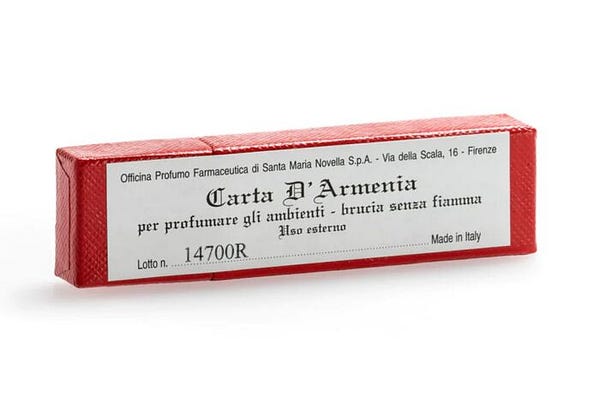 Officina Profumo Farmaceutica di Santa Maria Novella S.p.A. - Via della Scala, 16 - Firenze
Carta D'Armenia
per profumare gli ambienti - brucia senza fiamma
Uso esterno
Lotto n. 14700R Made in Italy